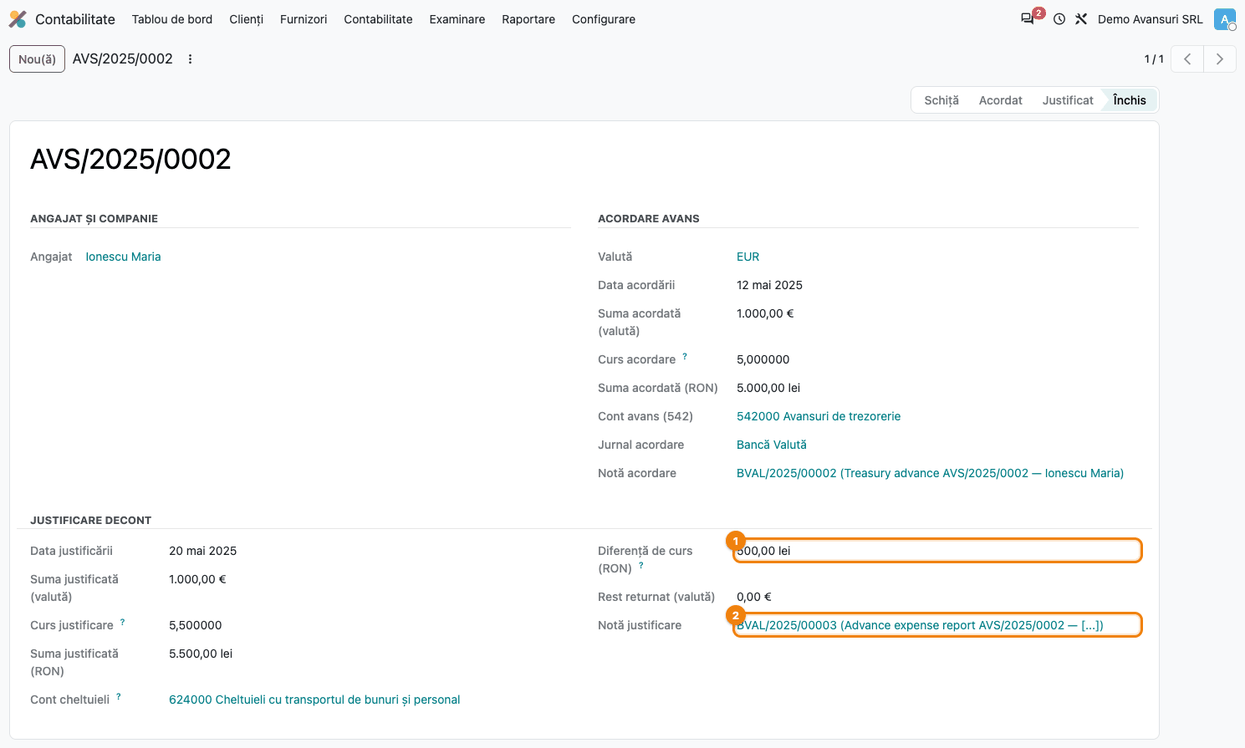 Contabilitate Tablou de bord Clienți Furnizori Contabilitate Examinare Raportare Configurare 2 Demo Avansuri SRL A
Nou(ă) AVS/2025/0002 1 / 1
Schiță Acordat Justificat Închis
AVS/2025/0002
ANGAJAT ȘI COMPANIE
Angajat Ionescu Maria
ACORDARE AVANS
Valută EUR
Data acordării 12 mai 2025
Suma acordată (valută) 1.000,00 €
Curs acordare ? 5,000000
Suma acordată (RON) 5.000,00 lei
Cont avans (542) 542000 Avansuri de trezorerie
Jurnal acordare Bancă Valută
Notă acordare BVAL/2025/00002 (Treasury advance AVS/2025/0002 — Ionescu Maria)
JUSTIFICARE DECONT
Data justificării 20 mai 2025
Suma justificată (valută) 1.000,00 €
Curs justificare ? 5,500000
Suma justificată (RON) 5.500,00 lei
Cont cheltuieli ? 624000 Cheltuieli cu transportul de bunuri și personal
1
Diferență de curs (RON) ? 500,00 lei
Rest returnat (valută) 0,00 €
2
Notă justificare BVAL/2025/00003 (Advance expense report AVS/2025/0002 — [...])